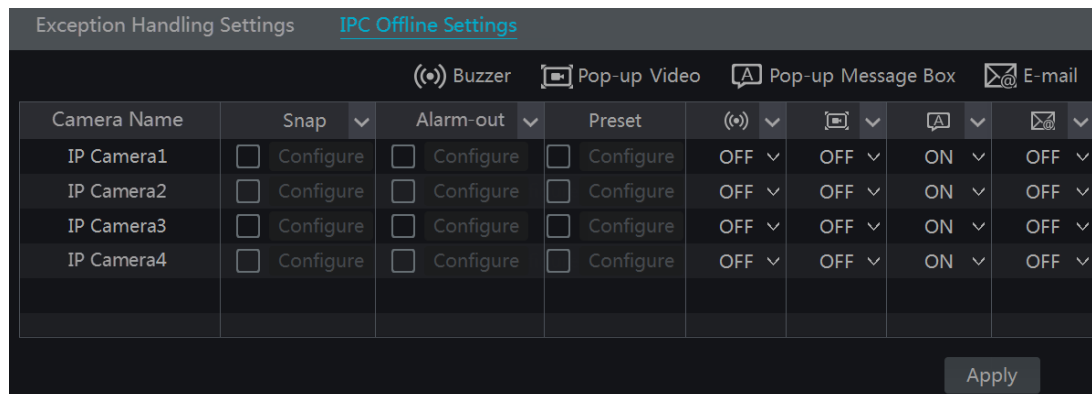 Exception Handling Settings IPC Offline Settings
Buzzer Pop-up Video A Pop-up Message Box E-mail
Camera Name Snap Alarm-out Preset A
IP Camera1 Configure Configure Configure OFF OFF ON OFF
IP Camera2 Configure Configure Configure OFF OFF ON OFF
IP Camera3 Configure Configure Configure OFF OFF ON OFF
IP Camera4 Configure Configure Configure OFF OFF ON OFF
Apply